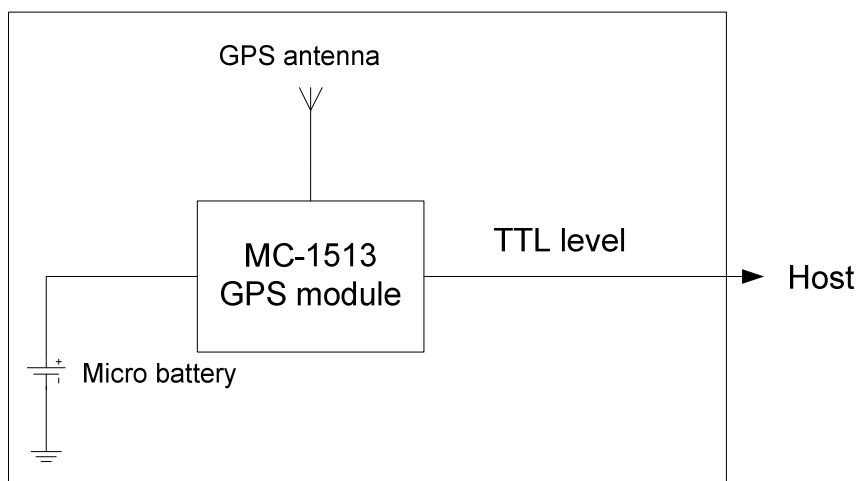 GPS antenna
MC-1513
GPS module
TTL level
Host
+
-
Micro battery